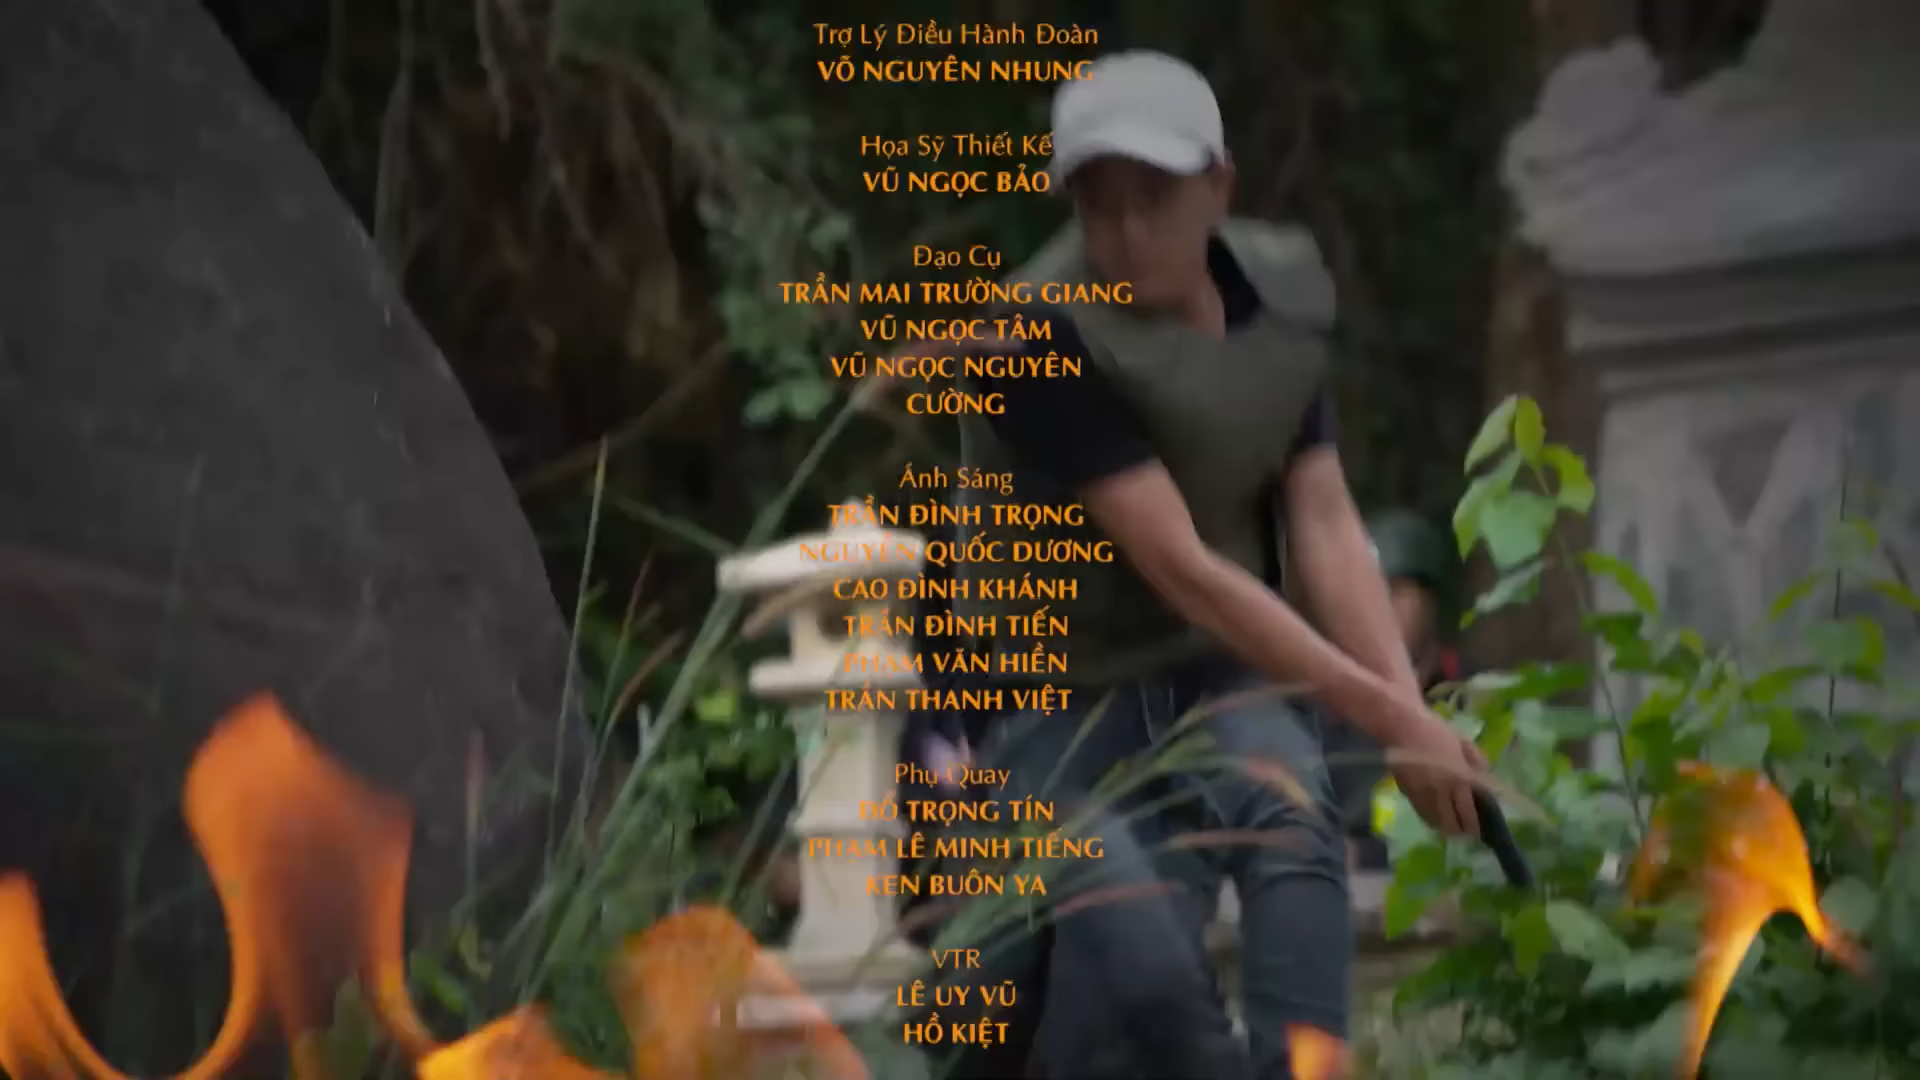 Trợ Lý Điều Hành Đoàn
VÕ NGUYÊN NHUNG
Họa Sỹ Thiết Kế
VŨ NGỌC BẢO
Đạo Cụ
TRẦN MAI TRƯỜNG GIANG
VŨ NGỌC TÂM
VŨ NGỌC NGUYÊN
CƯỜNG
Ánh Sáng
TRẦN ĐÌNH TRỌNG
NGUYỄN QUỐC DƯƠNG
CAO ĐÌNH KHÁNH
TRẦN ĐÌNH TIẾN
PHẠM VĂN HIỀN
TRẦN THANH VIỆT
Phụ Quay
ĐỖ TRỌNG TÍN
PHẠM LÊ MINH TIẾNG
KEN BUÔN YA
VTR
LÊ UY VŨ
HỒ KIỆT